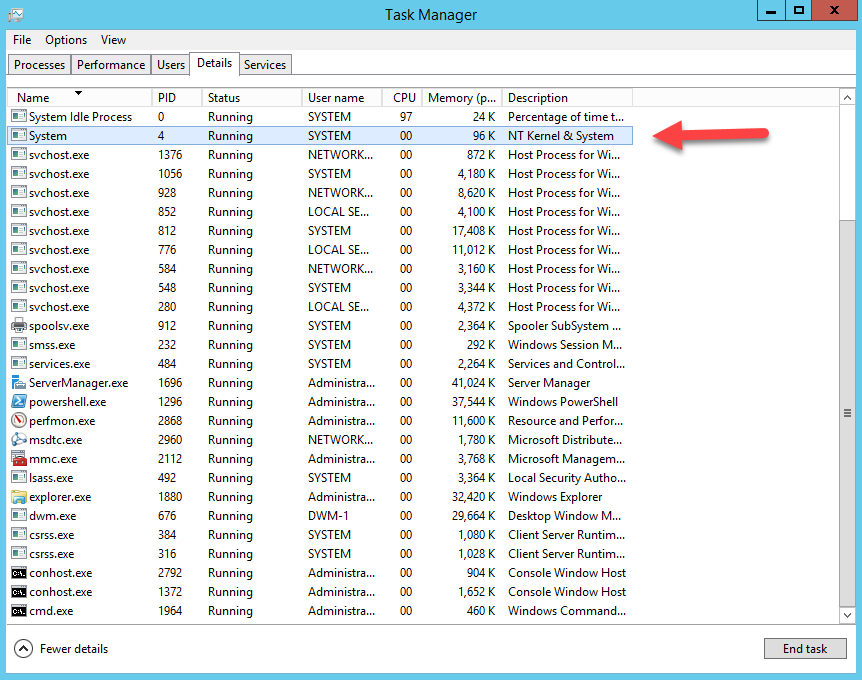 Task Manager
File Options View
Processes Performance Users Details Services
Name PID Status User name CPU Memory (p... Description
System Idle Process 0 Running SYSTEM 97 24 K Percentage of time t...
System 4 Running SYSTEM 00 96 K NT Kernel & System
svchost.exe 1376 Running NETWORK... 00 872 K Host Process for Wi...
svchost.exe 1056 Running SYSTEM 00 4,180 K Host Process for Wi...
svchost.exe 928 Running NETWORK... 00 8,620 K Host Process for Wi...
svchost.exe 852 Running LOCAL SE... 00 4,100 K Host Process for Wi...
svchost.exe 812 Running SYSTEM 00 17,408 K Host Process for Wi...
svchost.exe 776 Running LOCAL SE... 00 11,012 K Host Process for Wi...
svchost.exe 584 Running NETWORK... 00 3,160 K Host Process for Wi...
svchost.exe 548 Running SYSTEM 00 3,344 K Host Process for Wi...
svchost.exe 280 Running LOCAL SE... 00 4,372 K Host Process for Wi...
spoolsv.exe 912 Running SYSTEM 00 2,364 K Spooler SubSystem ...
smss.exe 232 Running SYSTEM 00 292 K Windows Session M...
services.exe 484 Running SYSTEM 00 2,264 K Services and Control...
ServerManager.exe 1696 Running Administra... 00 41,024 K Server Manager
powershell.exe 1296 Running Administra... 00 37,544 K Windows PowerShell
perfmon.exe 2868 Running Administra... 00 11,600 K Resource and Perfor...
msdtc.exe 2960 Running NETWORK... 00 1,780 K Microsoft Distribute...
mmc.exe 2112 Running Administra... 00 3,768 K Microsoft Managem...
lsass.exe 492 Running SYSTEM 00 3,364 K Local Security Autho...
explorer.exe 1880 Running Administra... 00 32,420 K Windows Explorer
dwm.exe 676 Running DWM-1 00 29,664 K Desktop Window M...
csrss.exe 384 Running SYSTEM 00 1,080 K Client Server Runtim...
csrss.exe 316 Running SYSTEM 00 1,028 K Client Server Runtim...
conhost.exe 2792 Running Administra... 00 904 K Console Window Host
conhost.exe 1372 Running Administra... 00 1,652 K Console Window Host
cmd.exe 1964 Running Administra... 00 460 K Windows Command...
Fewer details End task